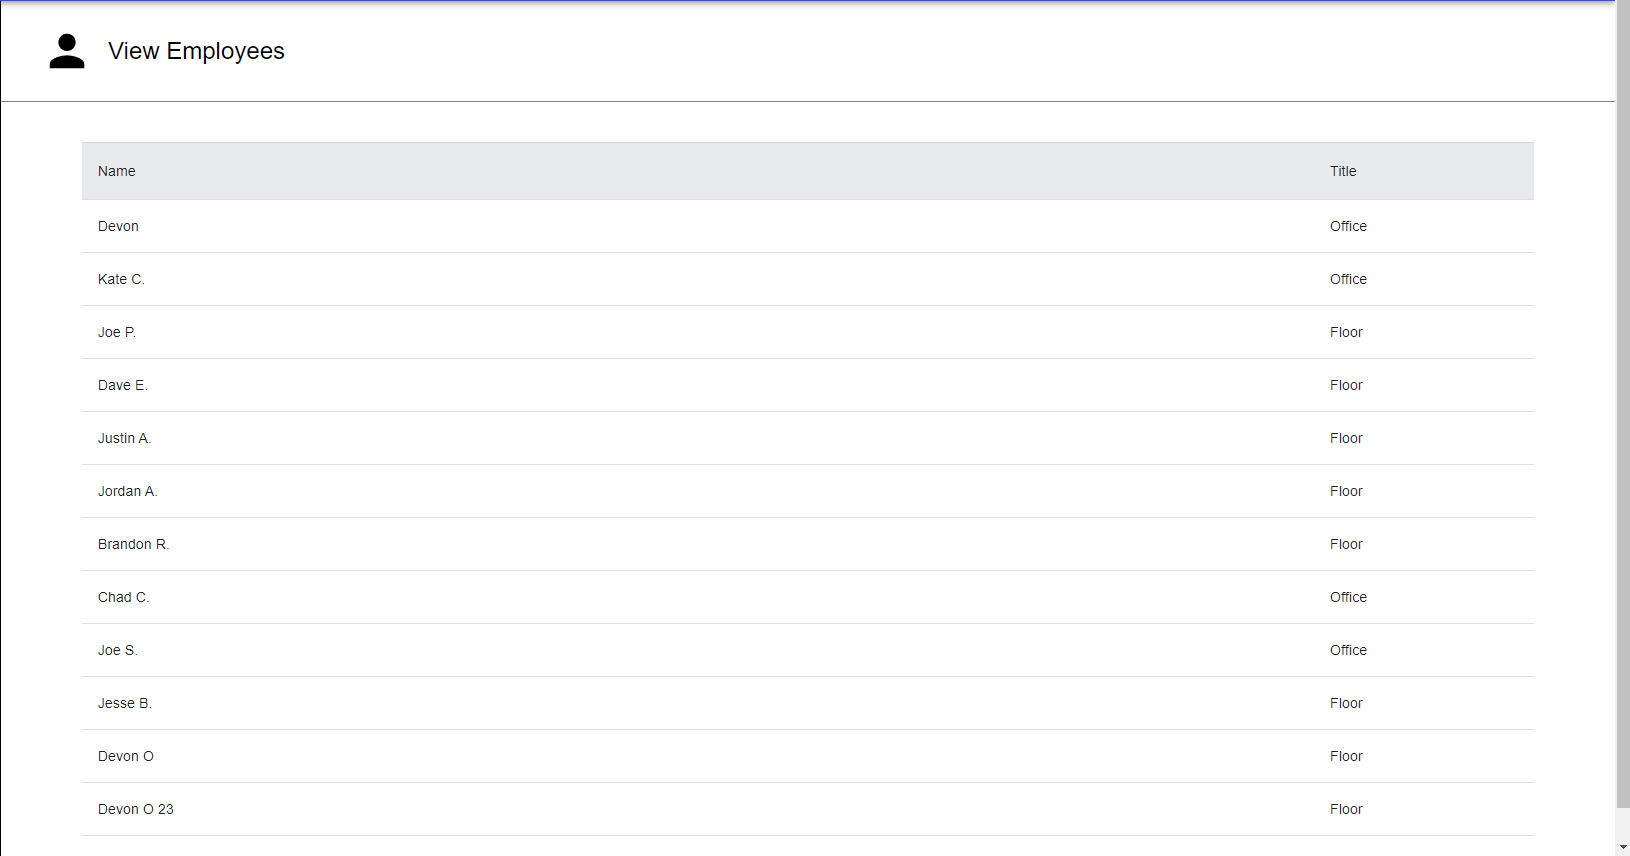 View Employees
Name Title
Devon Office
Kate C. Office
Joe P. Floor
Dave E. Floor
Justin A. Floor
Jordan A. Floor
Brandon R. Floor
Chad C. Office
Joe S. Office
Jesse B. Floor
Devon O Floor
Devon O 23 Floor